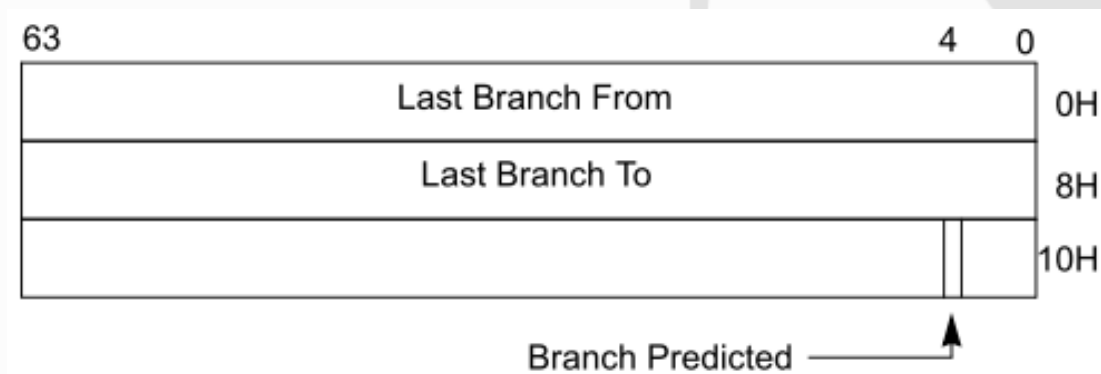 63 4 0
Last Branch From 0H
Last Branch To 8H
10H
Branch Predicted